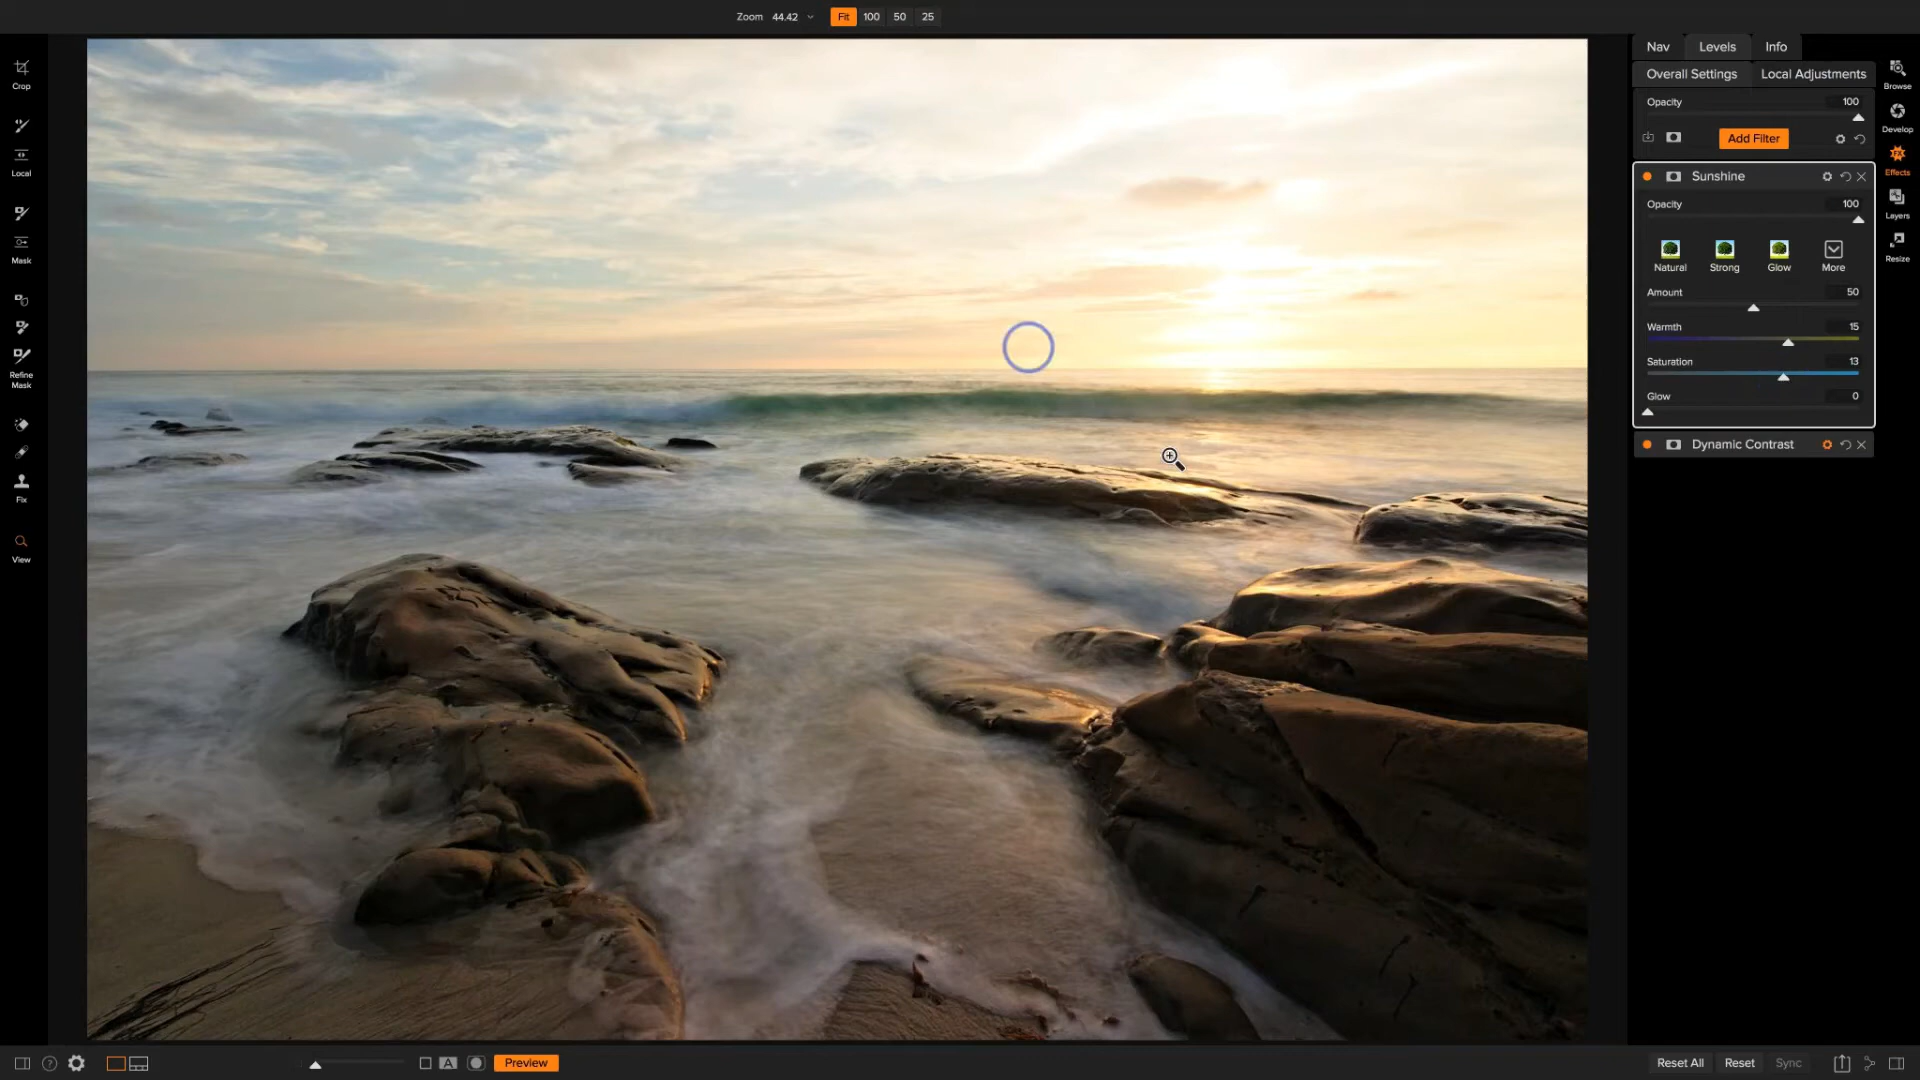 Zoom 44.42 Fit 100 50 25
Nav Levels Info
Overall Settings Local Adjustments
Opacity 100
Add Filter
Sunshine
Opacity 100
Natural Strong Glow More
Amount 50
Warmth 15
Saturation 13
Glow 0
Dynamic Contrast
Crop
Local
Mask
Refine
Mask
Fix
View
Browse
Develop
FX
Effects
Layers
Resize
? A Preview
Reset All Reset Sync